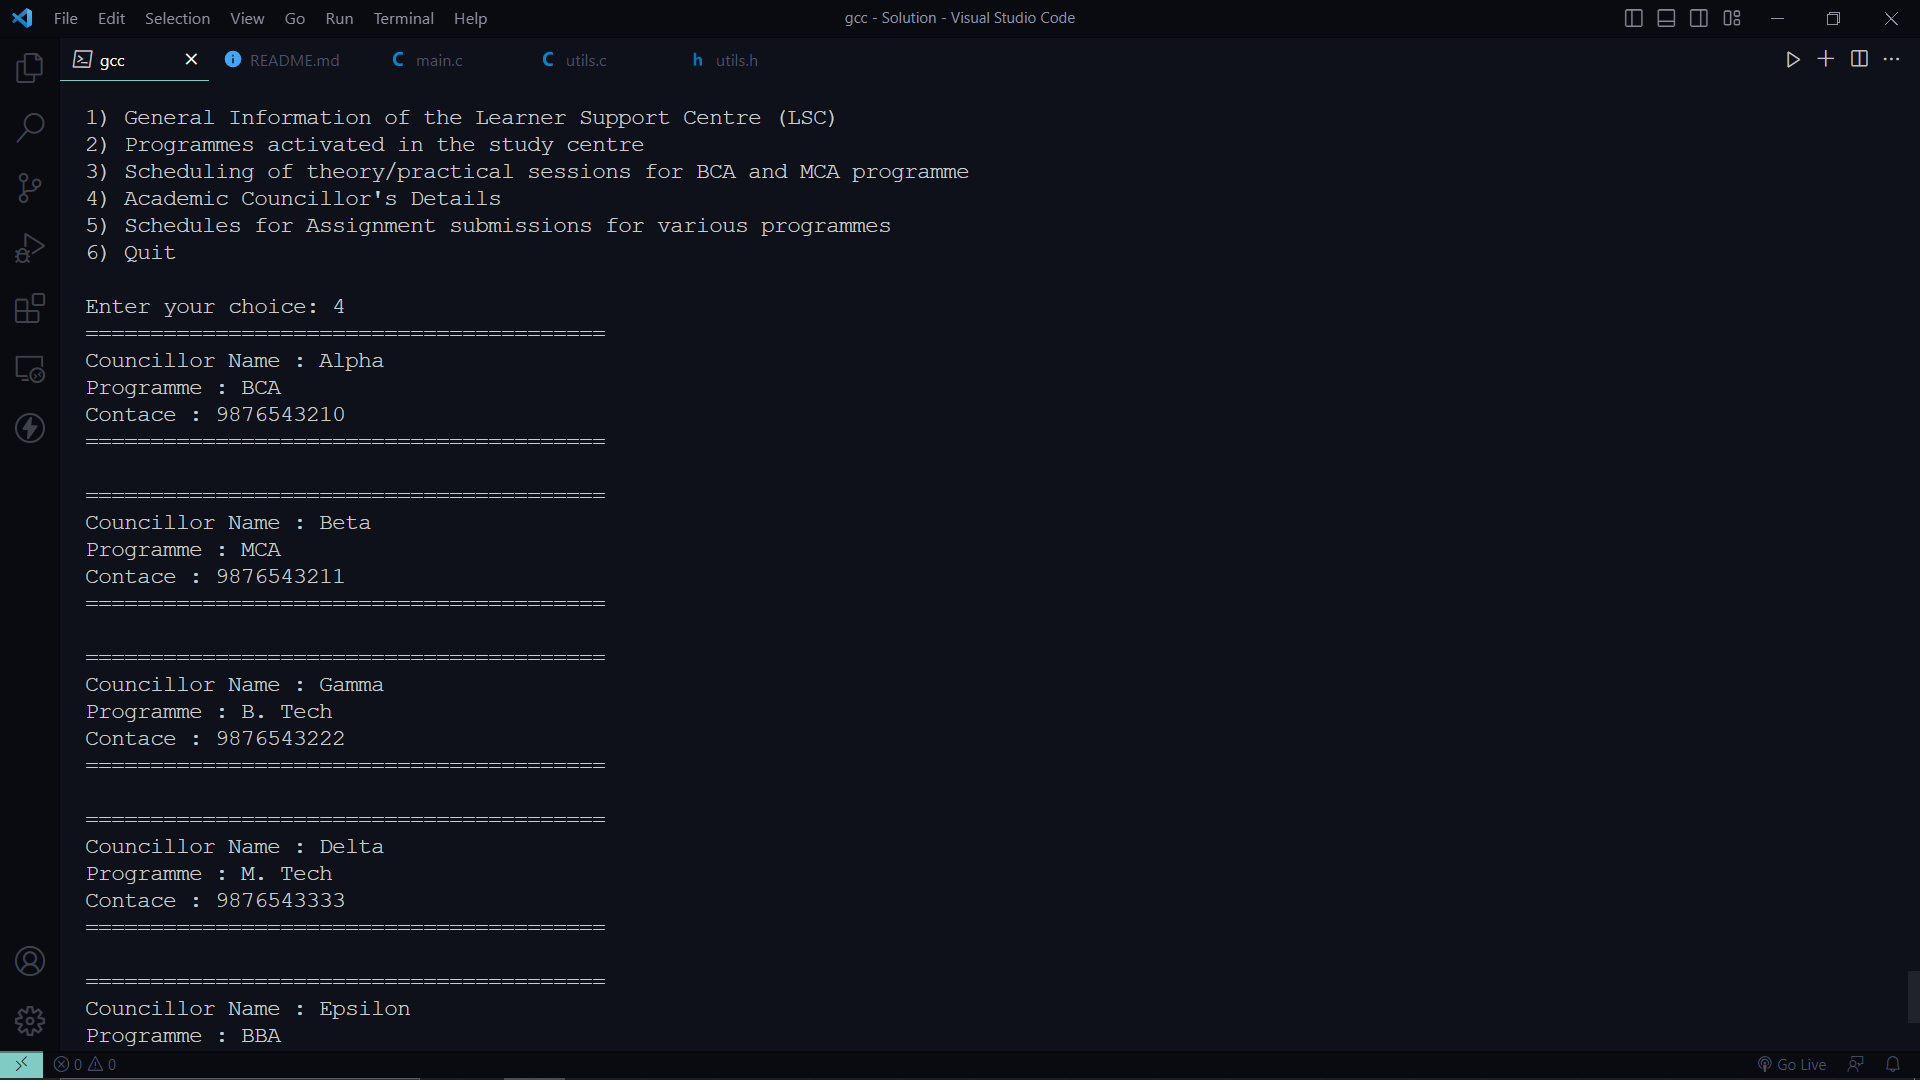 File Edit Selection View Go Run Terminal Help
gcc - Solution - Visual Studio Code
gcc
README.md
C main.c
C utils.c
h utils.h
1) General Information of the Learner Support Centre (LSC)
2) Programmes activated in the study centre
3) Scheduling of theory/practical sessions for BCA and MCA programme
4) Academic Councillor's Details
5) Schedules for Assignment submissions for various programmes
6) Quit
Enter your choice: 4
========================================
Councillor Name : Alpha
Programme : BCA
Contace : 9876543210
========================================
========================================
Councillor Name : Beta
Programme : MCA
Contace : 9876543211
========================================
========================================
Councillor Name : Gamma
Programme : B. Tech
Contace : 9876543222
========================================
========================================
Councillor Name : Delta
Programme : M. Tech
Contace : 9876543333
========================================
========================================
Councillor Name : Epsilon
Programme : BBA
0 0
Go Live